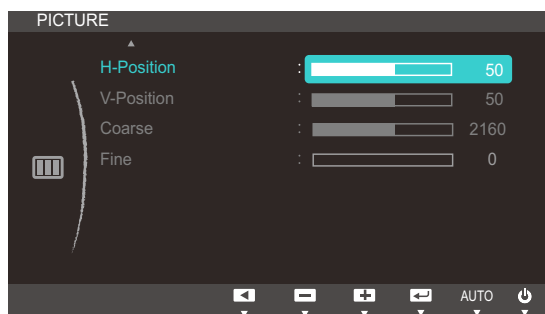 PICTURE
H-Position : 50
V-Position : 50
Coarse : 2160
Fine : 0
AUTO